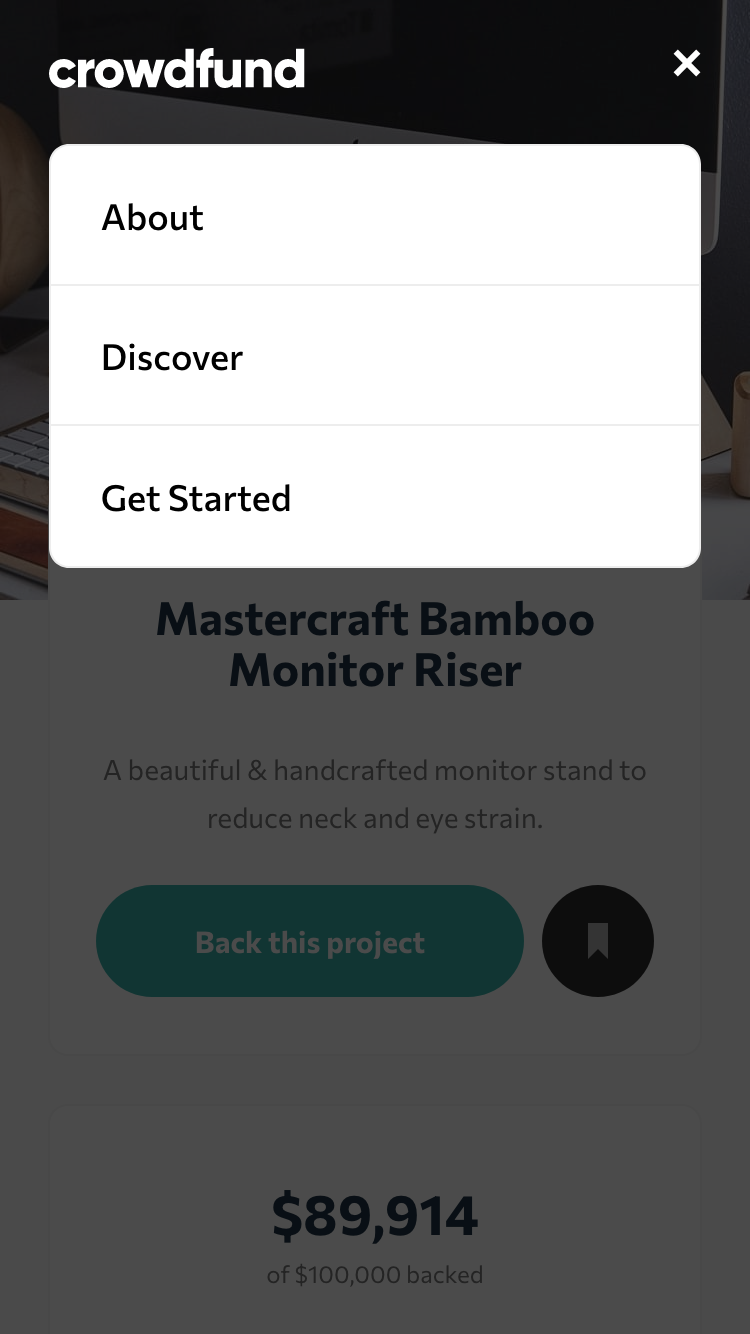 crowdfund
About
Discover
Get Started
Mastercraft Bamboo
Monitor Riser
A beautiful & handcrafted monitor stand to
reduce neck and eye strain.
Back this project
$89,914
of $100,000 backed